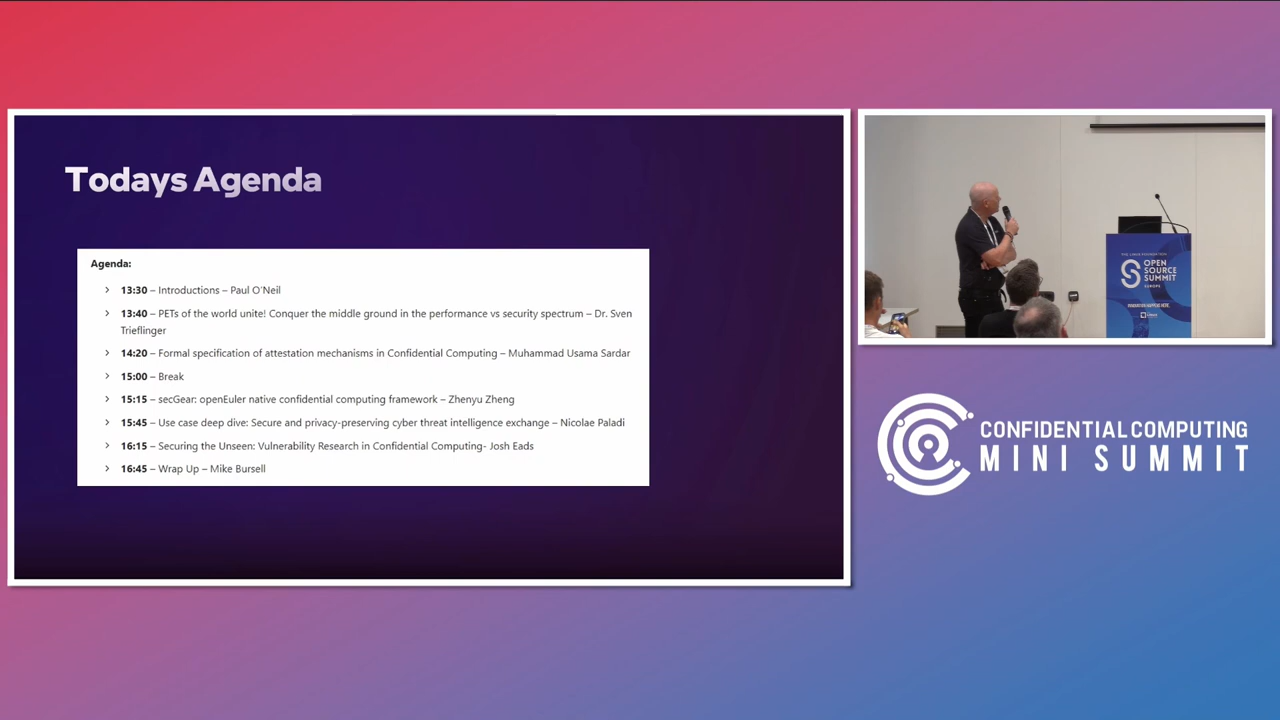 Todays Agenda
Agenda:
13:30 – Introductions – Paul O'Neil
13:40 – PETs of the world unite! Conquer the middle ground in the performance vs security spectrum – Dr. Sven
Trieflinger
14:20 – Formal specification of attestation mechanisms in Confidential Computing – Muhammad Usama Sardar
15:00 – Break
15:15 – secGear: openEuler native confidential computing framework – Zhenyu Zheng
15:45 – Use case deep dive: Secure and privacy-preserving cyber threat intelligence exchange – Nicolae Paladi
16:15 – Securing the Unseen: Vulnerability Research in Confidential Computing- Josh Eads
16:45 – Wrap Up – Mike Bursell
THE LINUX FOUNDATION
OPEN
SOURCE
SUMMIT
EUROPE
CONFIDENTIAL COMPUTING
MINI SUMMIT